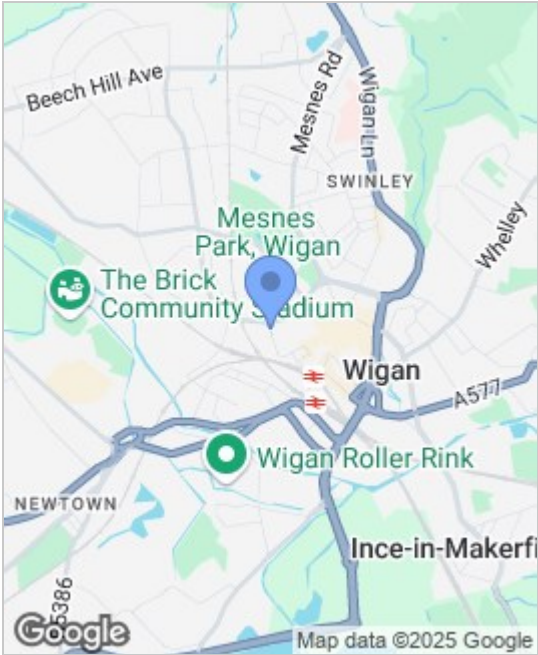 Beech Hill Ave
Mesnes Rd
Wigan Ln
SWINLEY
Whelley
Mesnes
Park, Wigan
The Brick
Community Stadium
Wigan
A577
Wigan Roller Rink
NEWTOWN
Ince-in-Makerfi
5386
Google
Map data ©2025 Google